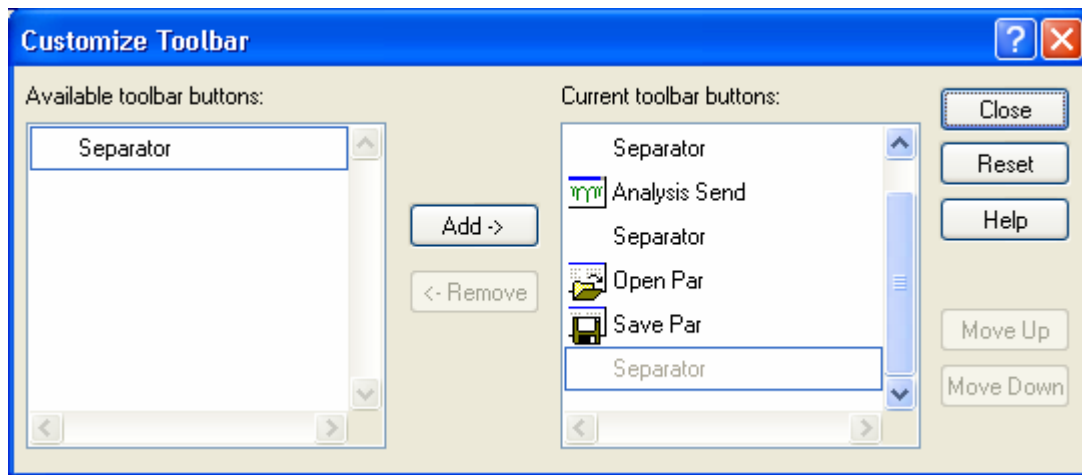 Customize Toolbar
Available toolbar buttons:
Separator
Add ->
<- Remove
Current toolbar buttons:
Separator
Analysis Send
Separator
Open Par
Save Par
Separator
Close
Reset
Help
Move Up
Move Down